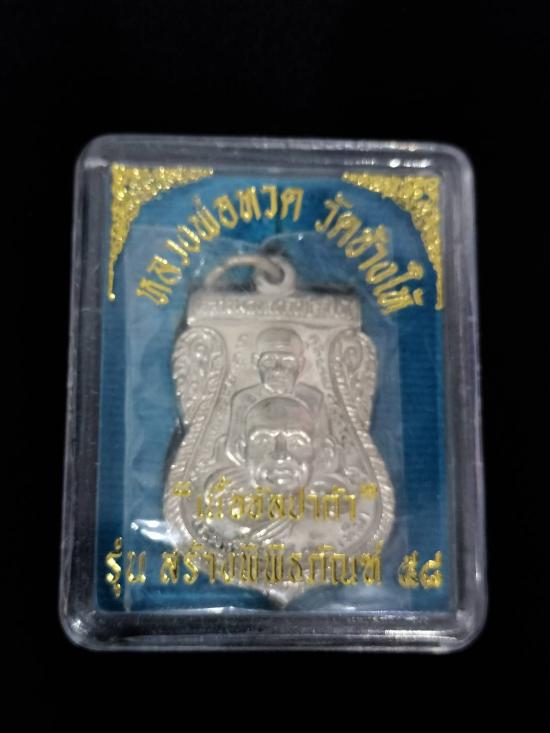 หลวงพ่อทวด วัดช้างให้
"เนื้ออัลปาก้า"
รุ่น สร้างพิพิธภัณฑ์ ๕๘